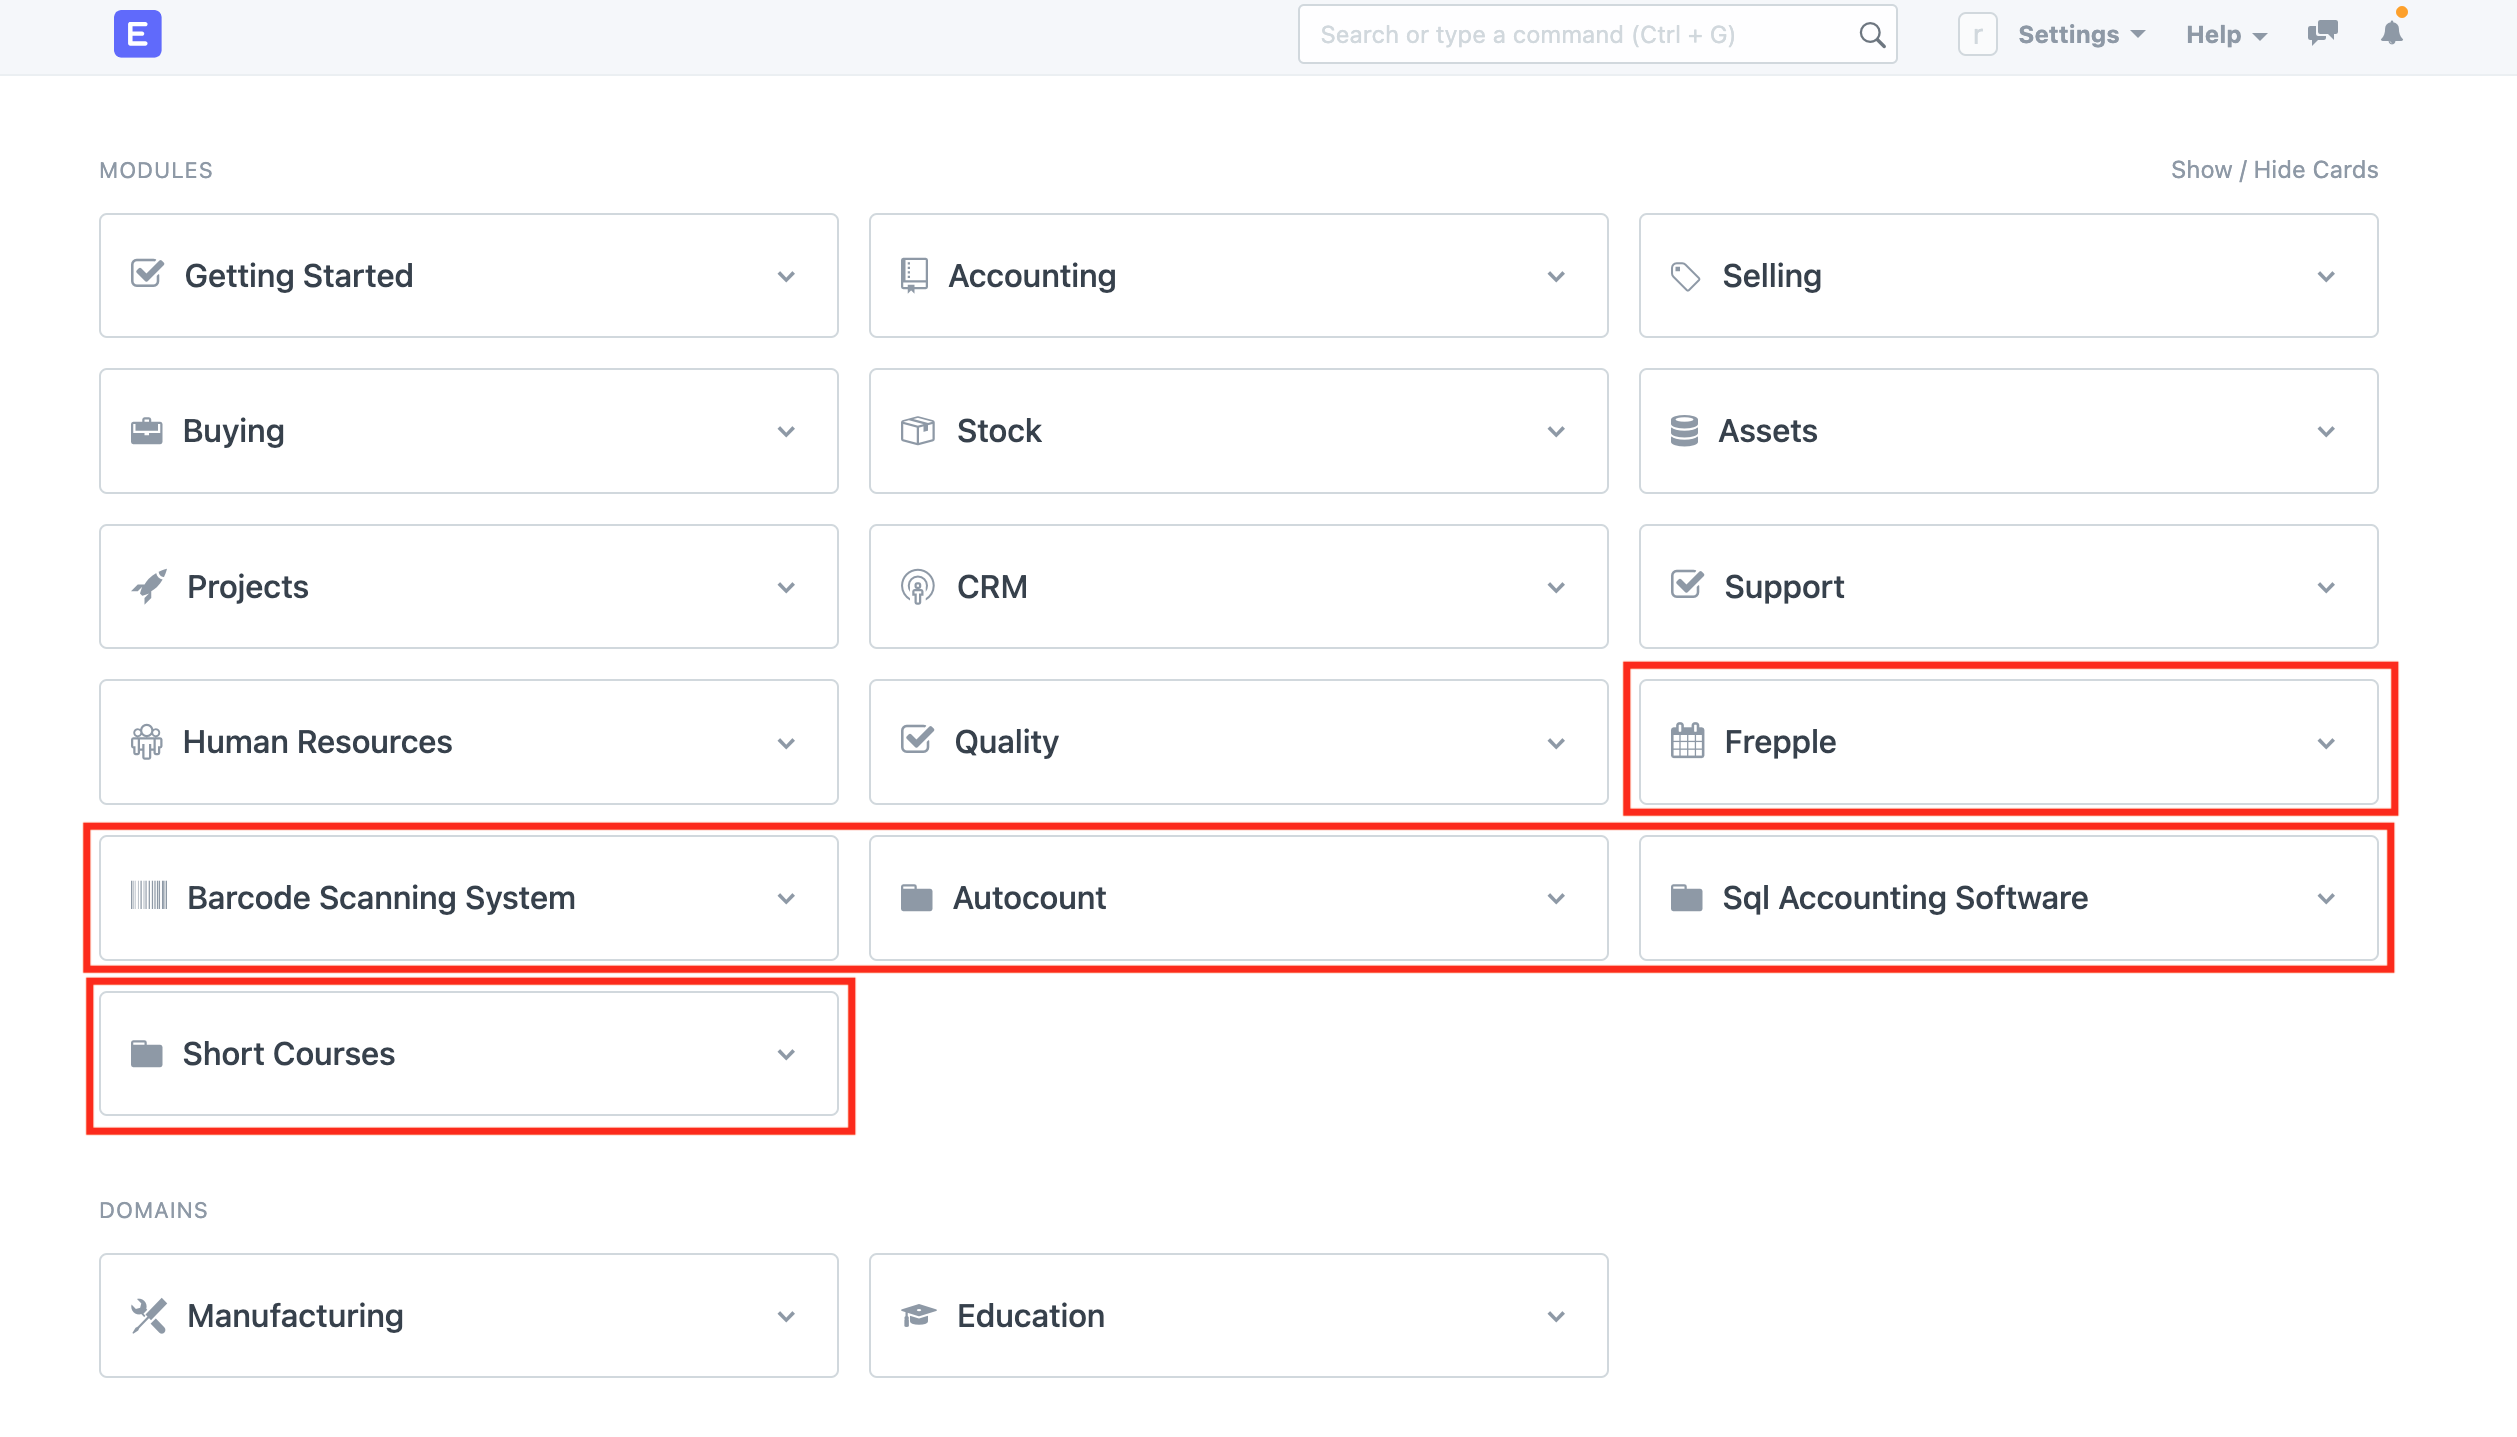 E
Search or type a command (Ctrl + G)
r
Settings
Help
MODULES
Show / Hide Cards
Getting Started
Accounting
Selling
Buying
Stock
Assets
Projects
CRM
Support
Human Resources
Quality
Frepple
Barcode Scanning System
Autocount
Sql Accounting Software
Short Courses
DOMAINS
Manufacturing
Education